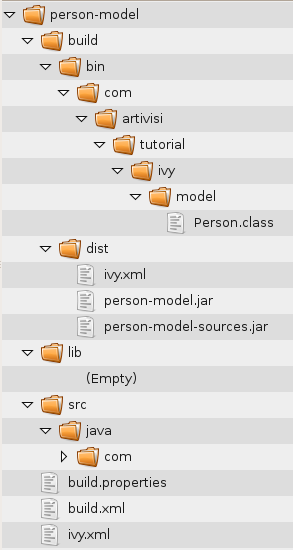 person-model
build
bin
com
artivisi
tutorial
ivy
model
Person.class
dist
ivy.xml
person-model.jar
person-model-sources.jar
lib
(Empty)
src
java
com
build.properties
build.xml
ivy.xml